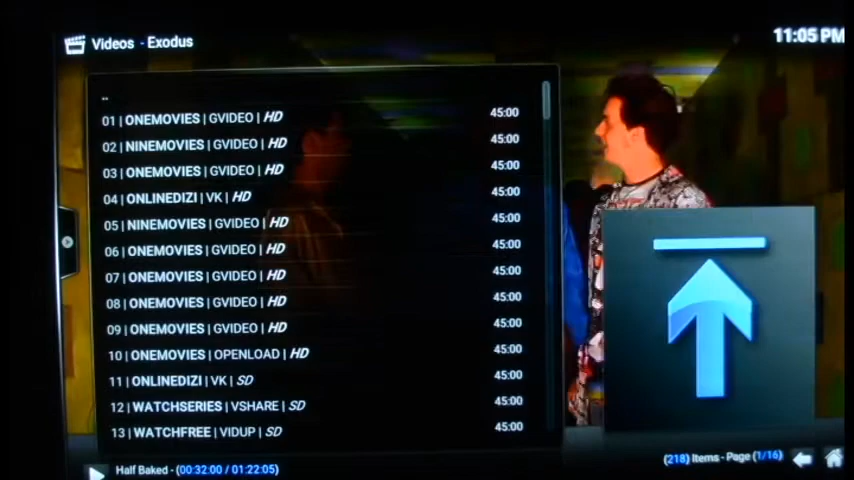 Videos - Exodus
11:05 PM
..
01 | ONEMOVIES | GVIDEO | HD 45:00
02 | NINEMOVIES | GVIDEO | HD 45:00
03 | ONEMOVIES | GVIDEO | HD 45:00
04 | ONLINEDIZI | VK | HD 45:00
05 | NINEMOVIES | GVIDEO | HD 45:00
06 | ONEMOVIES | GVIDEO | HD 45:00
07 | ONEMOVIES | GVIDEO | HD 45:00
08 | ONEMOVIES | GVIDEO | HD 45:00
09 | ONEMOVIES | GVIDEO | HD 45:00
10 | ONEMOVIES | OPENLOAD | HD 45:00
11 | ONLINEDIZI | VK | SD 45:00
12 | WATCHSERIES | VSHARE | SD 45:00
13 | WATCHFREE | VIDUP | SD 45:00
Half Baked - (00:32:00 / 01:22:05)
(218) Items - Page (1/16)